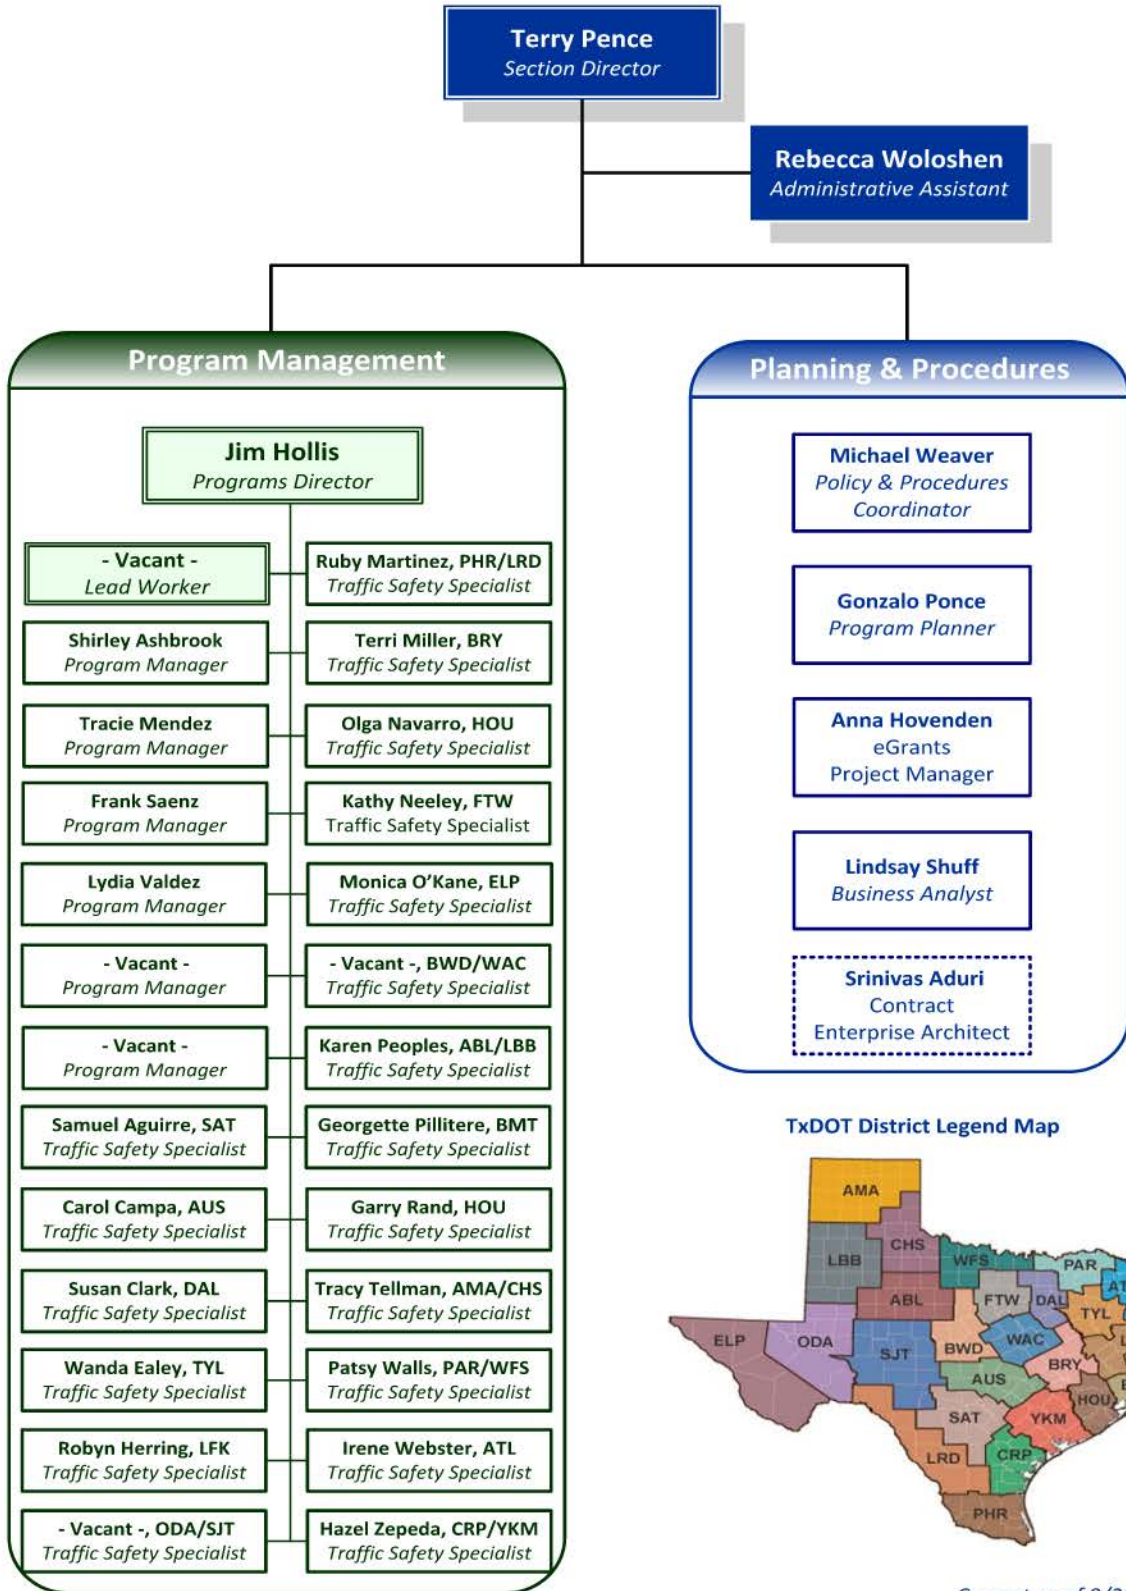 Terry Pence
Section Director
Rebecca Woloshen
Administrative Assistant
Program Management
Jim Hollis
Programs Director
- Vacant -
Lead Worker
Shirley Ashbrook
Program Manager
Tracie Mendez
Program Manager
Frank Saenz
Program Manager
Lydia Valdez
Program Manager
- Vacant -
Program Manager
- Vacant -
Program Manager
Samuel Aguirre, SAT
Traffic Safety Specialist
Carol Campa, AUS
Traffic Safety Specialist
Susan Clark, DAL
Traffic Safety Specialist
Wanda Ealey, TYL
Traffic Safety Specialist
Robyn Herring, LFK
Traffic Safety Specialist
- Vacant -, ODA/SJT
Traffic Safety Specialist
Ruby Martinez, PHR/LRD
Traffic Safety Specialist
Terri Miller, BRY
Traffic Safety Specialist
Olga Navarro, HOU
Traffic Safety Specialist
Kathy Neeley, FTW
Traffic Safety Specialist
Monica O'Kane, ELP
Traffic Safety Specialist
- Vacant -, BWD/WAC
Traffic Safety Specialist
Karen Peoples, ABL/LBB
Traffic Safety Specialist
Georgette Pillitere, BMT
Traffic Safety Specialist
Garry Rand, HOU
Traffic Safety Specialist
Tracy Tellman, AMA/CHS
Traffic Safety Specialist
Patsy Walls, PAR/WFS
Traffic Safety Specialist
Irene Webster, ATL
Traffic Safety Specialist
Hazel Zepeda, CRP/YKM
Traffic Safety Specialist
Planning & Procedures
Michael Weaver
Policy & Procedures
Coordinator
Gonzalo Ponce
Program Planner
Anna Hovenden
eGrants
Project Manager
Lindsay Shuff
Business Analyst
Srinivas Aduri
Contract
Enterprise Architect
TxDOT District Legend Map
AMA
CHS
LBB
WFS
PAR
ABL
FTW
DAL
TYL
ELP
ODA
SJT
BWD
WAC
BRY
AUS
HOU
SAT
YKM
LRD
CRP
PHR